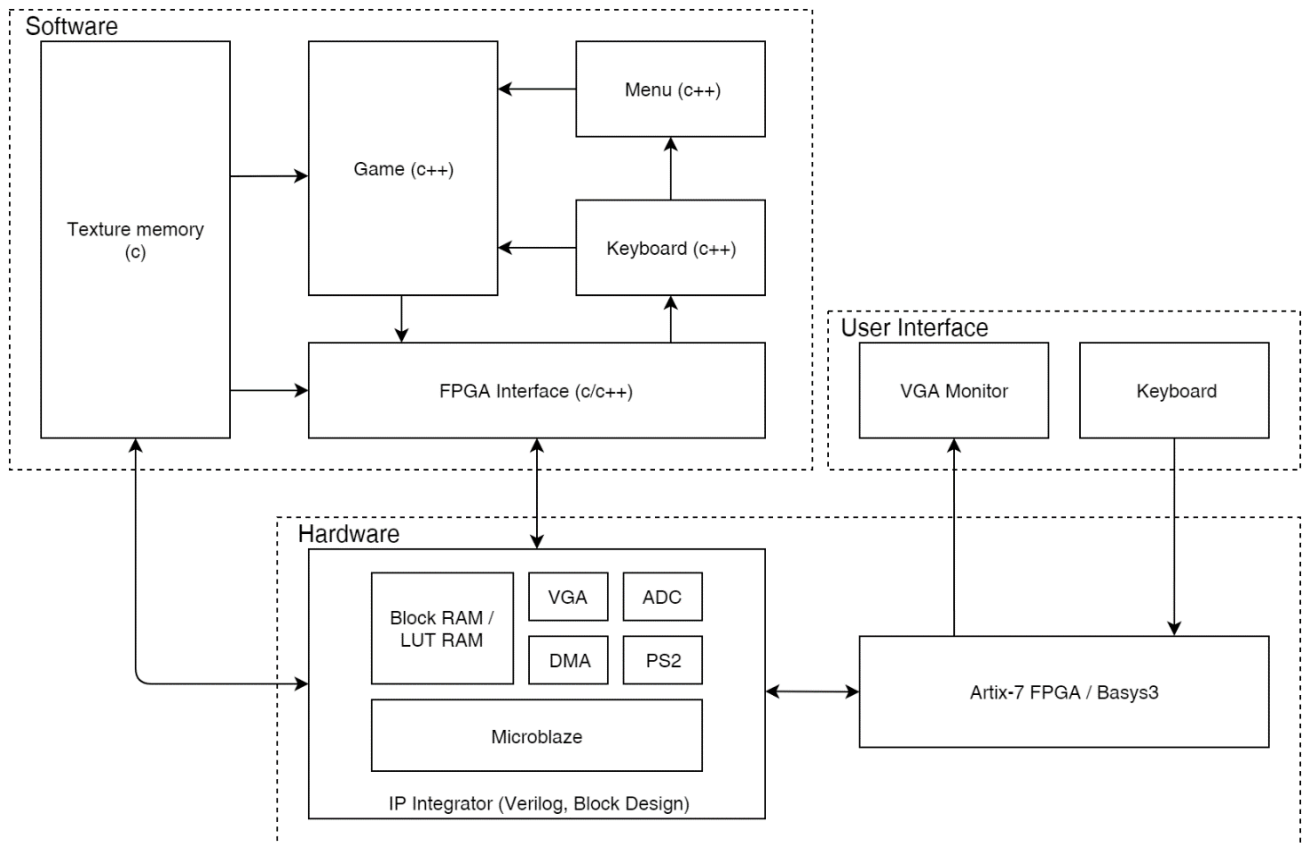 Software
Texture memory
(c)
Game (c++)
Menu (c++)
Keyboard (c++)
FPGA Interface (c/c++)
User Interface
VGA Monitor
Keyboard
Hardware
Block RAM /
LUT RAM
VGA
ADC
DMA
PS2
Microblaze
IP Integrator (Verilog, Block Design)
Artix-7 FPGA / Basys3